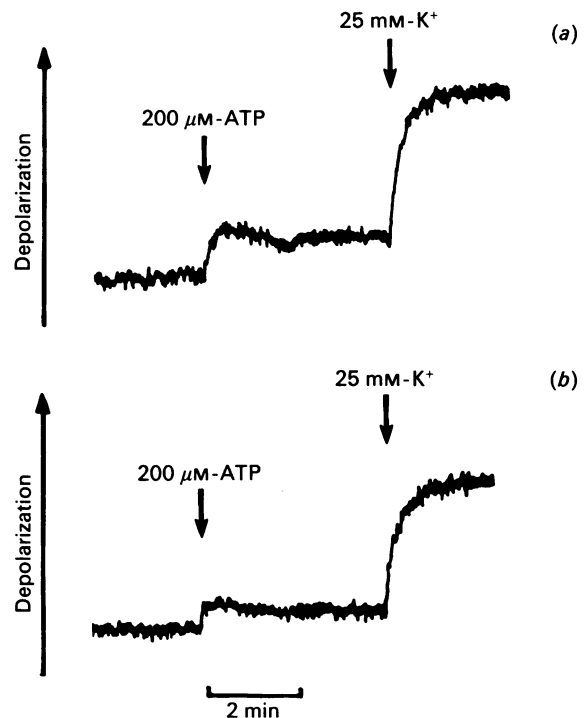 (a)
25 mM-K⁺
200 μM-ATP
Depolarization
(b)
25 mM-K⁺
200 μM-ATP
Depolarization
2 min